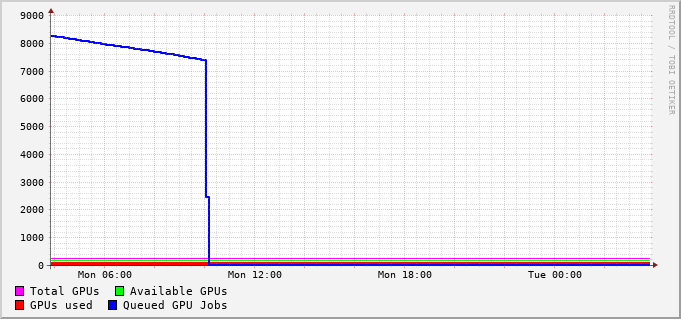 9000
8000
7000
6000
5000
4000
3000
2000
1000
0
Mon 06:00 Mon 12:00 Mon 18:00 Tue 00:00
Total GPUs Available GPUs
GPUs used Queued GPU Jobs
RRDTOOL / TOBI OETIKER